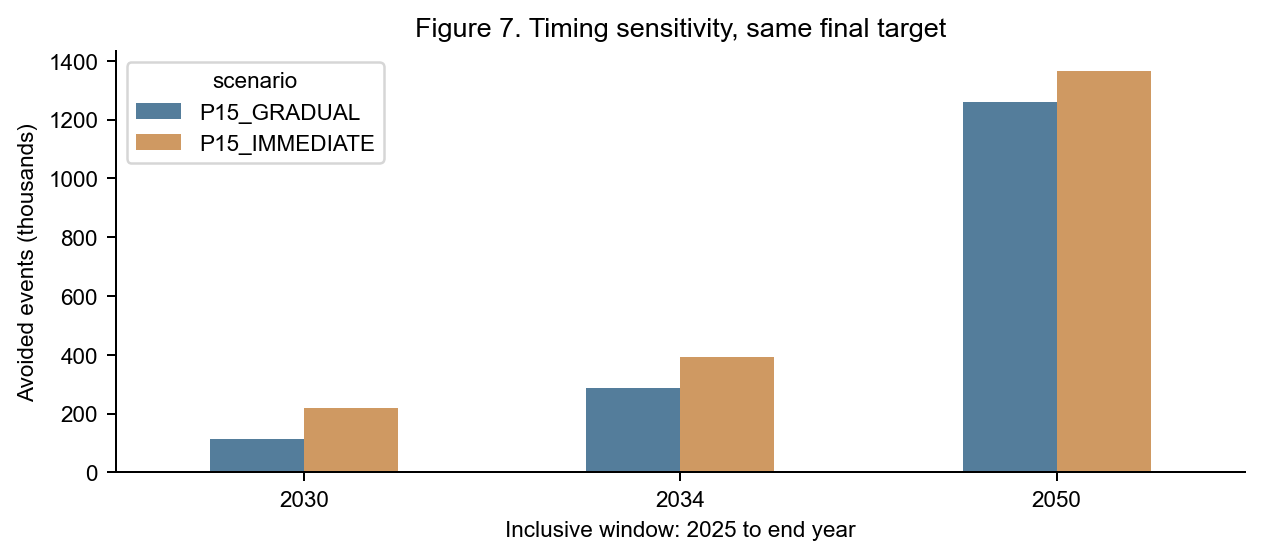 Figure 7. Timing sensitivity, same final target
1400
1200
1000
800
600
400
200
0
Avoided events (thousands)
scenario
P15_GRADUAL
P15_IMMEDIATE
2030
2034
2050
Inclusive window: 2025 to end year